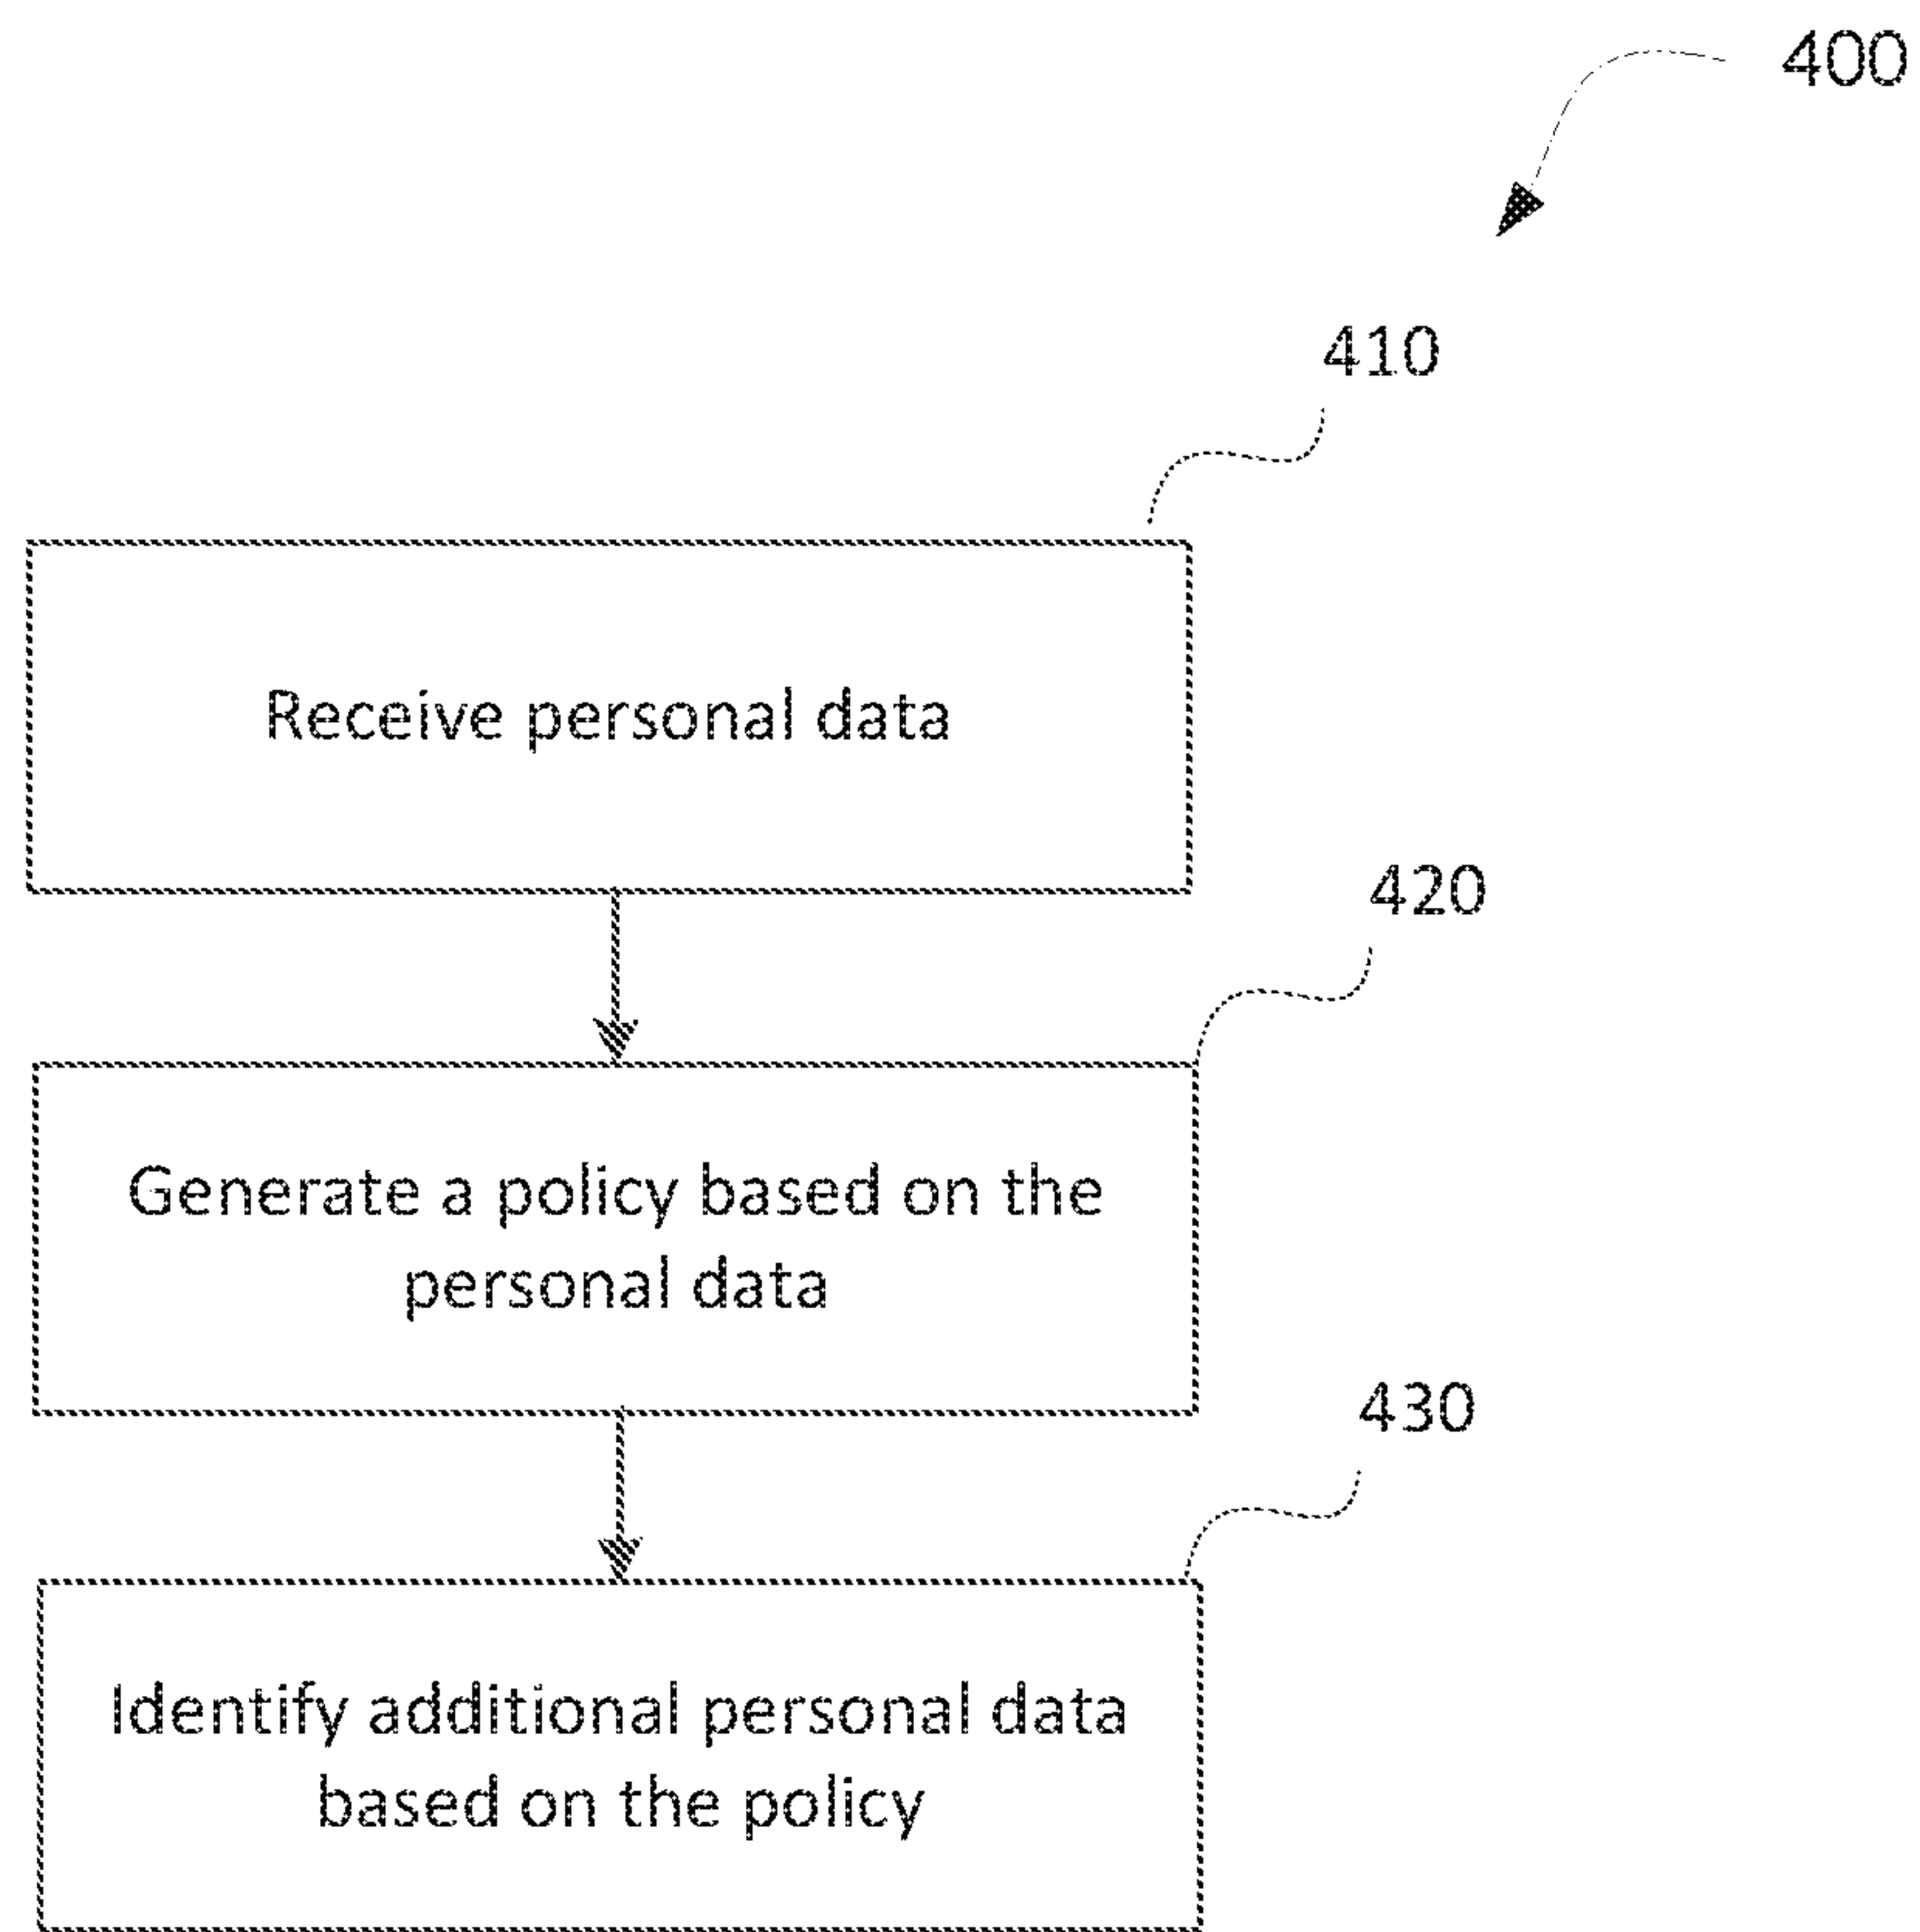 400
410
Receive personal data
420
Generate a policy based on the
personal data
430
Identify additional personal data
based on the policy